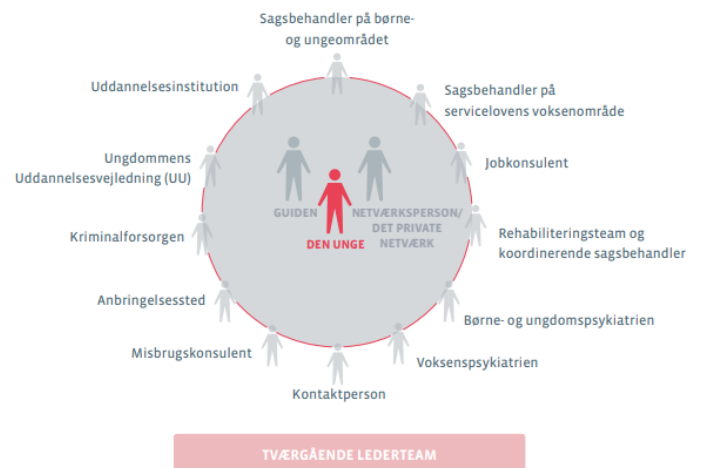 Sagsbehandler på børne-
og ungeområdet
Uddannelsesinstitution
Sagsbehandler på
servicelovens voksenområde
Ungdommens
Uddannelsesvejledning (UU)
Jobkonsulent
GUIDEN
NETVÆRKSPERSON/
DET PRIVATE
NETVÆRK
DEN UNGE
Kriminalforsorgen
Rehabiliteringsteam og
koordinerende sagsbehandler
Anbringelsessted
Børne- og ungdomspsykiatrien
Misbrugskonsulent
Voksenspsykiatrien
Kontaktperson
TVÆRGÅENDE LEDERTEAM